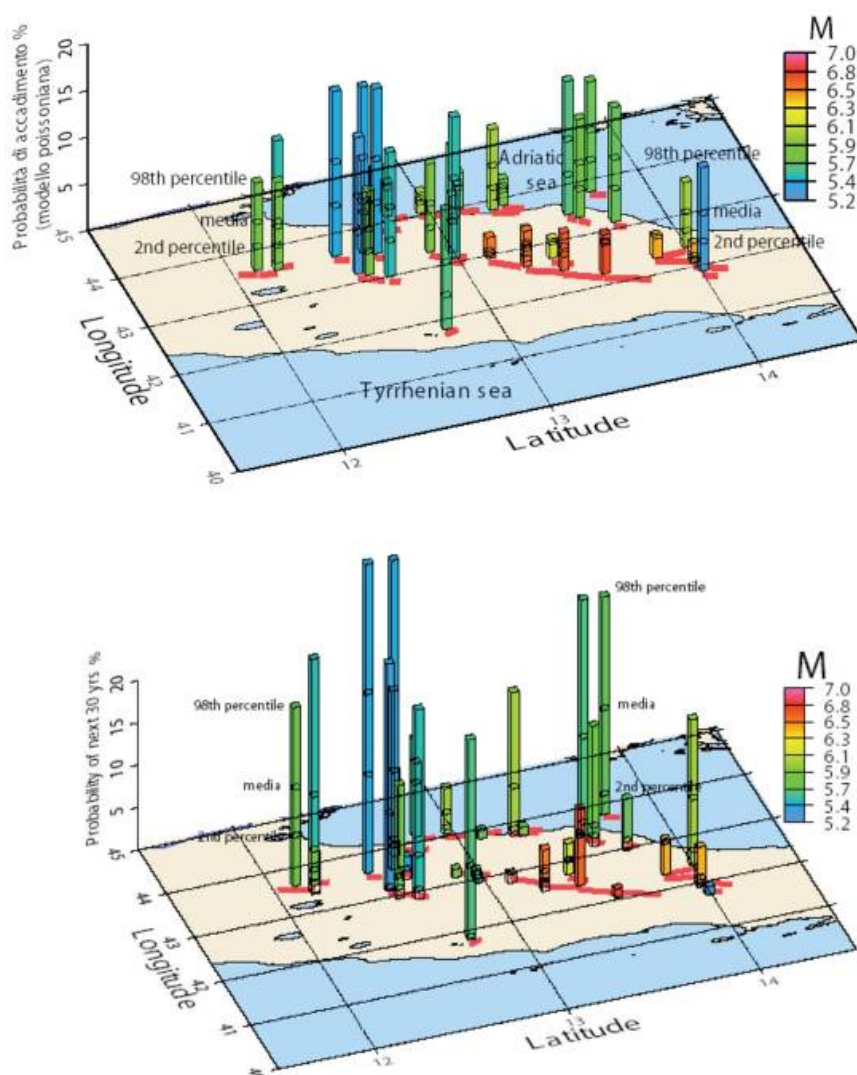 Probabilità di accadimento %
(modello poissoniana)
20
15
10
5
98th percentile
media
2nd percentile
45
44
43
42
41
40
Longitude
12
13
14
Latitude
Adriatic
sea
Tyrrhenian sea
98th percentile
media
2nd percentile
M
7.0
6.8
6.5
6.3
6.1
5.9
5.7
5.4
5.2
Probability of next 30 yrs %
20
15
10
5
98th percentile
media
2nd percentile
45
44
43
42
41
Longitude
12
13
14
Latitude
98th percentile
media
2nd percentile
M
7.0
6.8
6.5
6.3
6.1
5.9
5.7
5.4
5.2